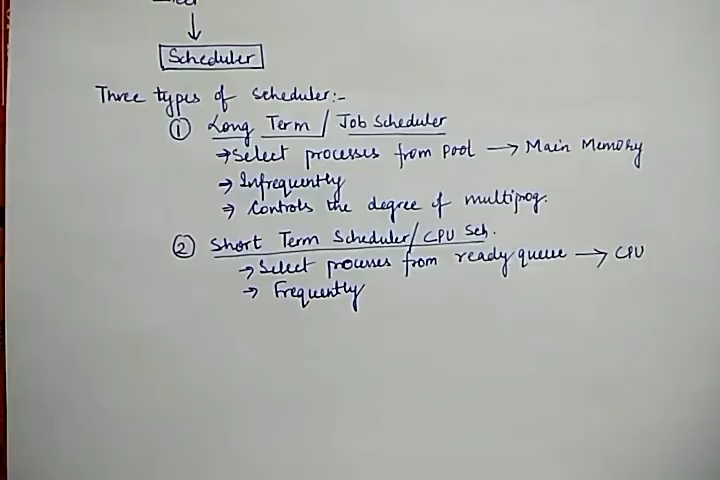 Scheduler
Three types of scheduler:-
① Long Term / Job Scheduler
→ Select processes from pool → Main Memory
→ Infrequently
→ Controls the degree of multiprog.
② Short Term Scheduler / CPU Sch.
→ Select processes from ready queue → CPU
→ Frequently